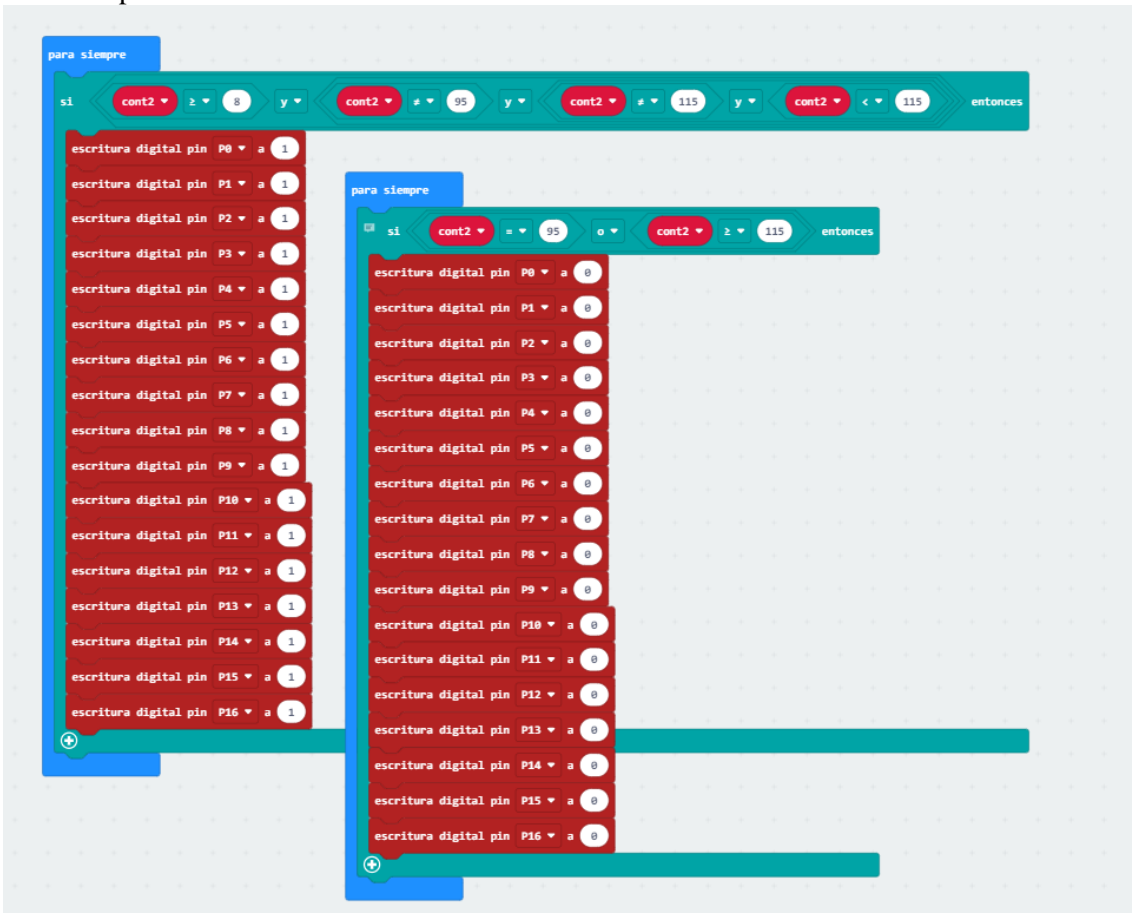 para siempre
si cont2 ≥ 8 y cont2 ≠ 95 y cont2 ≠ 115 y cont2 < 115 entonces
escritura digital pin P0 a 1
escritura digital pin P1 a 1
escritura digital pin P2 a 1
escritura digital pin P3 a 1
escritura digital pin P4 a 1
escritura digital pin P5 a 1
escritura digital pin P6 a 1
escritura digital pin P7 a 1
escritura digital pin P8 a 1
escritura digital pin P9 a 1
escritura digital pin P10 a 1
escritura digital pin P11 a 1
escritura digital pin P12 a 1
escritura digital pin P13 a 1
escritura digital pin P14 a 1
escritura digital pin P15 a 1
escritura digital pin P16 a 1
para siempre
si cont2 = 95 o cont2 ≥ 115 entonces
escritura digital pin P0 a 0
escritura digital pin P1 a 0
escritura digital pin P2 a 0
escritura digital pin P3 a 0
escritura digital pin P4 a 0
escritura digital pin P5 a 0
escritura digital pin P6 a 0
escritura digital pin P7 a 0
escritura digital pin P8 a 0
escritura digital pin P9 a 0
escritura digital pin P10 a 0
escritura digital pin P11 a 0
escritura digital pin P12 a 0
escritura digital pin P13 a 0
escritura digital pin P14 a 0
escritura digital pin P15 a 0
escritura digital pin P16 a 0